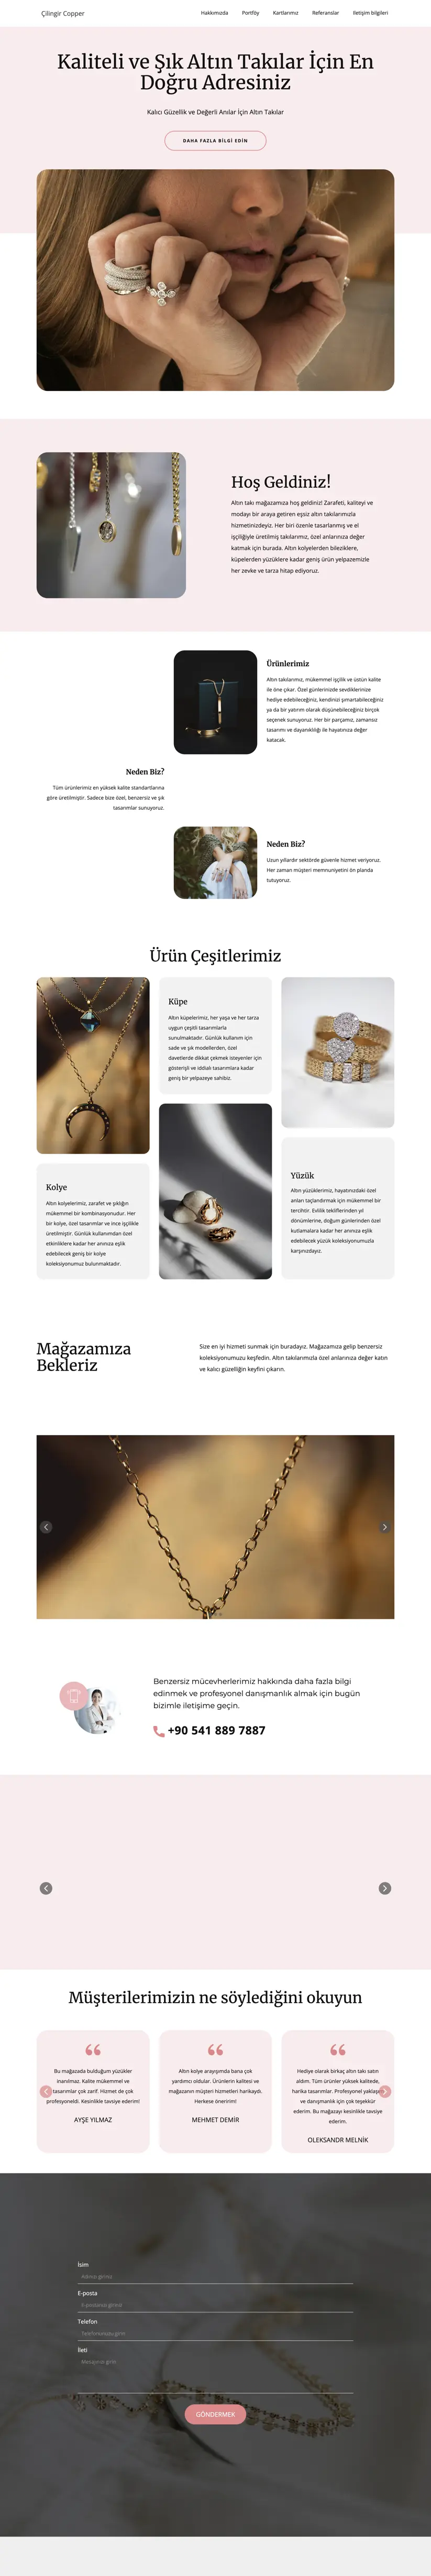 Çilingir Copper
Hakkımızda
Portföy
Kartlarımız
Referanslar
Iletişim bilgileri
Kaliteli ve Şık Altın Takılar İçin En
Doğru Adresiniz
Kalıcı Güzellik ve Değerli Anılar İçin Altın Takılar
DAHA FAZLA BİLGİ EDİN
Hoş Geldiniz!
Altın takı mağazamıza hoş geldiniz! Zarafeti, kaliteyi ve
modayı bir araya getiren eşsiz altın takılarımızla
hizmetinizdeyiz. Her biri özenle tasarlanmış ve el
işçiliğiyle üretilmiş takılarımız, özel anlarınıza değer
katmak için burada. Altın kolyelerden bileziklere,
küpelerden yüzüklere kadar geniş ürün yelpazemizle
her zevke ve tarza hitap ediyoruz.
Ürünlerimiz
Altın takılarımız, mükemmel işçilik ve üstün kalite
ile öne çıkar. Özel günlerinizde sevdiklerinize
hediye edebileceğiniz, kendinizi şımartabileceğiniz
ya da bir yatırım olarak düşünebileceğiniz birçok
seçenek sunuyoruz. Her bir parçamız, zamansız
tasarımı ve dayanıklılığı ile hayatınıza değer
katacak.
Neden Biz?
Tüm ürünlerimiz en yüksek kalite standartlarına
göre üretilmiştir. Sadece bize özel, benzersiz ve şık
tasarımlar sunuyoruz.
Neden Biz?
Uzun yıllardır sektörde güvenle hizmet veriyoruz.
Her zaman müşteri memnuniyetini ön planda
tutuyoruz.
Ürün Çeşitlerimiz
Küpe
Altın küpelerimiz, her yaşa ve her tarza
uygun çeşitli tasarımlarla
sunulmaktadır. Günlük kullanım için
sade ve şık modellerden, özel
davetlerde dikkat çekmek isteyenler için
gösterişli ve iddialı tasarımlara kadar
geniş bir yelpazeye sahibiz.
Kolye
Altın kolyelerimiz, zarafet ve şıklığın
mükemmel bir kombinasyonudur. Her
bir kolye, özel tasarımlar ve ince işçilikle
üretilmiştir. Günlük kullanımdan özel
etkinliklere kadar her anınıza eşlik
edebilecek geniş bir kolye
koleksiyonumuz bulunmaktadır.
Yüzük
Altın yüzüklerimiz, hayatınızdaki özel
anları taçlandırmak için mükemmel bir
tercihtir. Evlilik tekliflerinden yıl
dönümlerine, doğum günlerinden özel
kutlamalara kadar her anınıza eşlik
edebilecek yüzük koleksiyonumuzla
karşınızdayız.
Mağazamıza
Bekleriz
Size en iyi hizmeti sunmak için buradayız. Mağazamıza gelip benzersiz
koleksiyonumuzu keşfedin. Altın takılarımızla özel anlarınıza değer katın
ve kalıcı güzelliğin keyfini çıkarın.
Benzersiz mücevherlerimiz hakkında daha fazla bilgi
edinmek ve profesyonel danışmanlık almak için bugün
bizimle iletişime geçin.
+90 541 889 7887
Müşterilerimizin ne söylediğini okuyun
Bu mağazada bulduğum yüzükler
inanılmaz. Kalite mükemmel ve
tasarımlar çok zarif. Hizmet de çok
profesyoneldi. Kesinlikle tavsiye ederim!
AYŞE YILMAZ
Altın kolye arayışımda bana çok
yardımcı oldular. Ürünlerin kalitesi ve
mağazanın müşteri hizmetleri harikaydı.
Herkese öneririm!
MEHMET DEMİR
Hediye olarak birkaç altın takı satın
aldım. Tüm ürünler yüksek kalitede,
harika tasarımlar. Profesyonel yaklaşım
ve danışmanlık için çok teşekkür
ederim. Bu mağazayı kesinlikle tavsiye
ederim.
OLEKSANDR MELNİK
İsim
Adınızı giriniz
E-posta
E-postanızı giriniz
Telefon
İleti
Mesajınızı girin
GÖNDERMEK